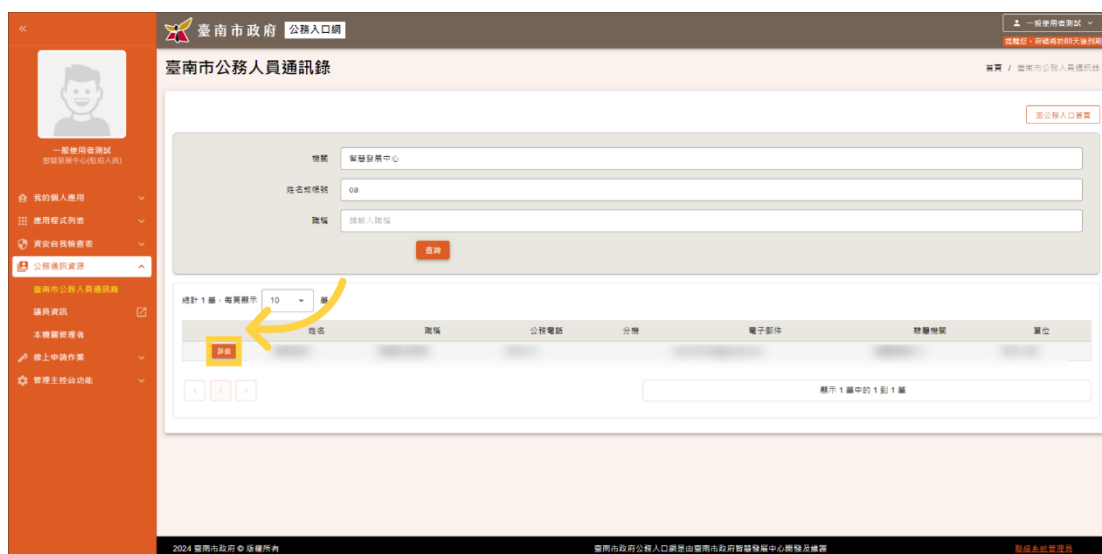 臺南市政府 公務入口網
一般使用者測試
提醒您，密碼將於80天後到期
臺南市公務人員通訊錄
首頁 / 臺南市公務人員通訊錄
回公務入口首頁
一般使用者測試
智慧發展中心(駐府人員)
機關 智慧發展中心
姓名或帳號 oa
職稱 請輸入職稱
查詢
我的個人應用
應用程式列表
資安自我檢查表
公務通訊資源
臺南市公務人員通訊錄
議員資訊
本機關管理者
線上申請作業
管理主控台功能
總計 1 筆，每頁顯示 10 筆
姓名 職稱 公務電話 分機 電子郵件 隸屬機關 單位
詳細
顯示 1 筆中的 1 到 1 筆
2024 臺南市政府 © 版權所有
臺南市政府公務入口網是由臺南市政府智慧發展中心開發及維護
聯絡系統管理員